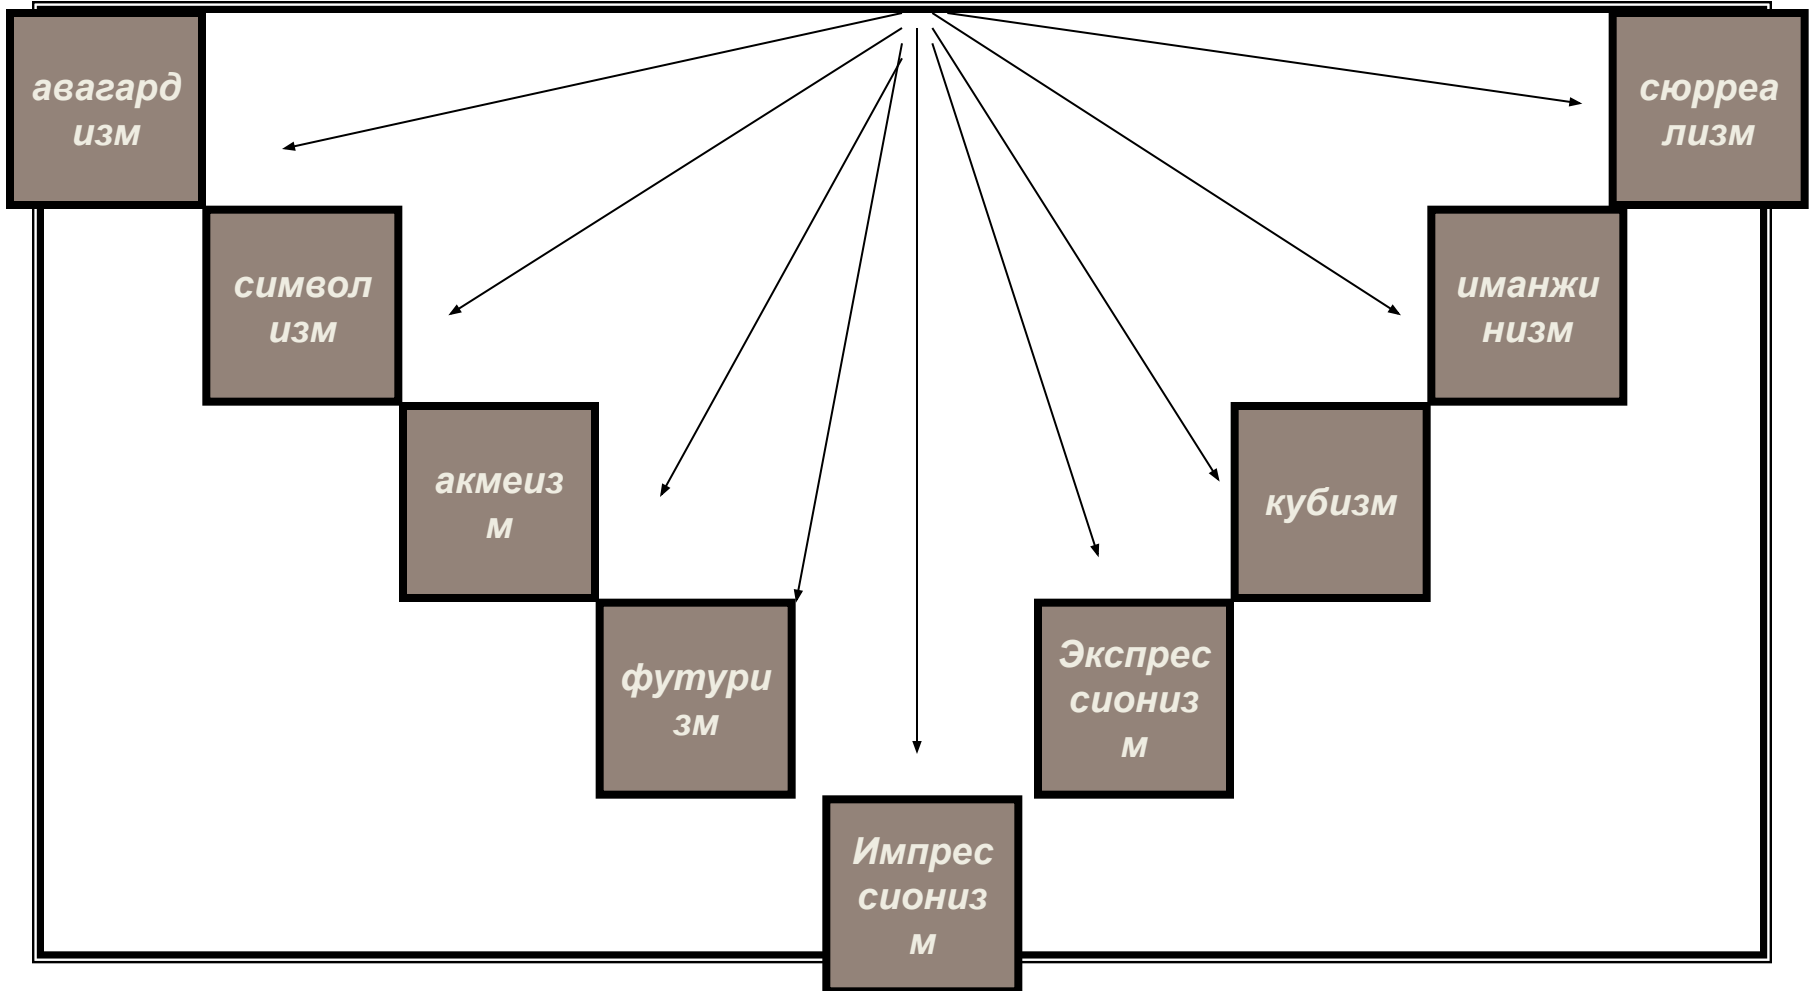 авагард
изм
символ
изм
акмеиз
м
футури
зм
Импрес
сиониз
м
Экспрес
сиониз
м
кубизм
иманжи
низм
сюрреа
лизм